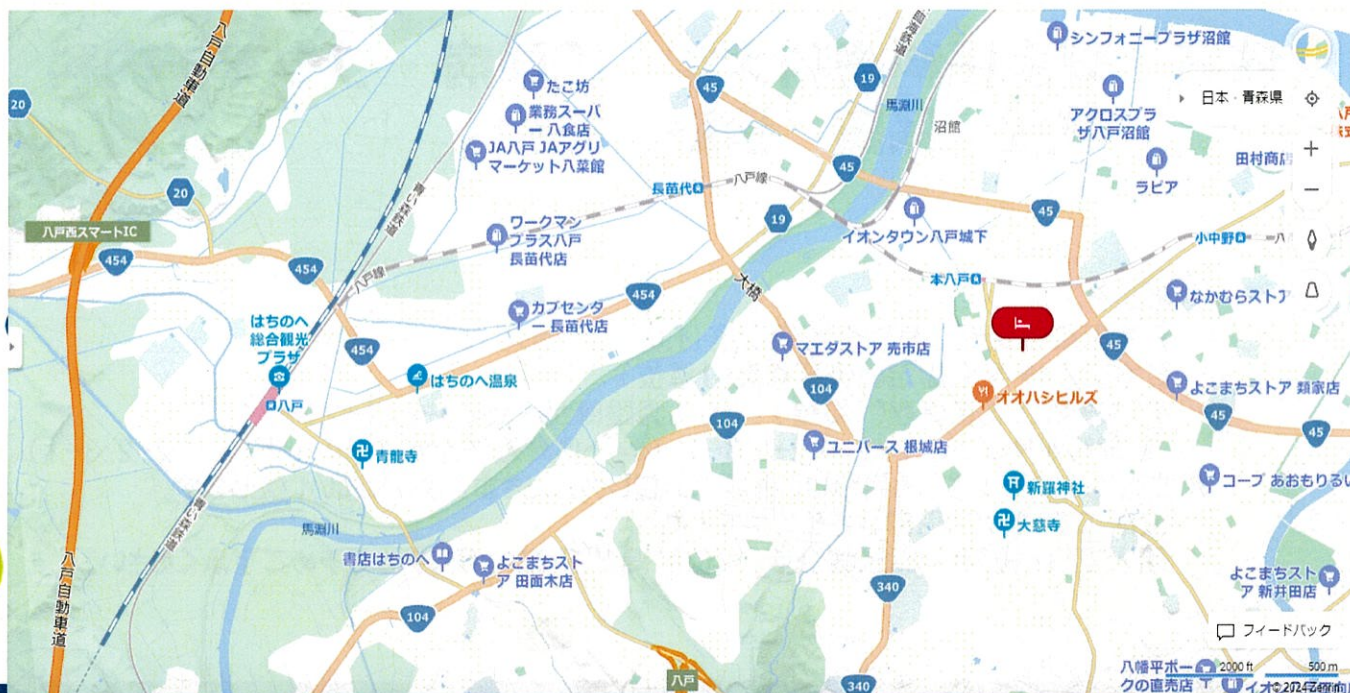 八戸自動車道
20
20
八戸西スマートIC
454
454
454
454
青い森鉄道
八戸線
たこ坊
業務スーパ
ー 八食店
JA八戸 JAアグリ
マーケット八菜館
45
19
馬淵川
沼館
シンフォニープラザ沼館
日本 · 青森県
アクロスプラ
ザ八戸沼館
田村商店
ラピア
45
長苗代
八戸線
19
イオンタウン八戸城下
45
小中野
八
ワークマン
プラス八戸
長苗代店
大橋
本八戸
なかむらストア
カブセンタ
ー 長苗代店
はちのへ
総合観光
プラザ
八戸
はちのへ温泉
マエダストア 売市店
45
104
104
オオハシヒルズ
よこまちストア 類家店
45
45
青龍寺
ユニバース 根城店
新羅神社
大慈寺
コープ あおもりるい
青い森鉄道
馬淵川
書店はちのへ
よこまちスト
ア 田面木店
104
340
よこまちスト
ア 新井田店
八戸自動車道
フィードバック
八戸
340
八幡平ポー
クの直売店
2000 ft
500 m